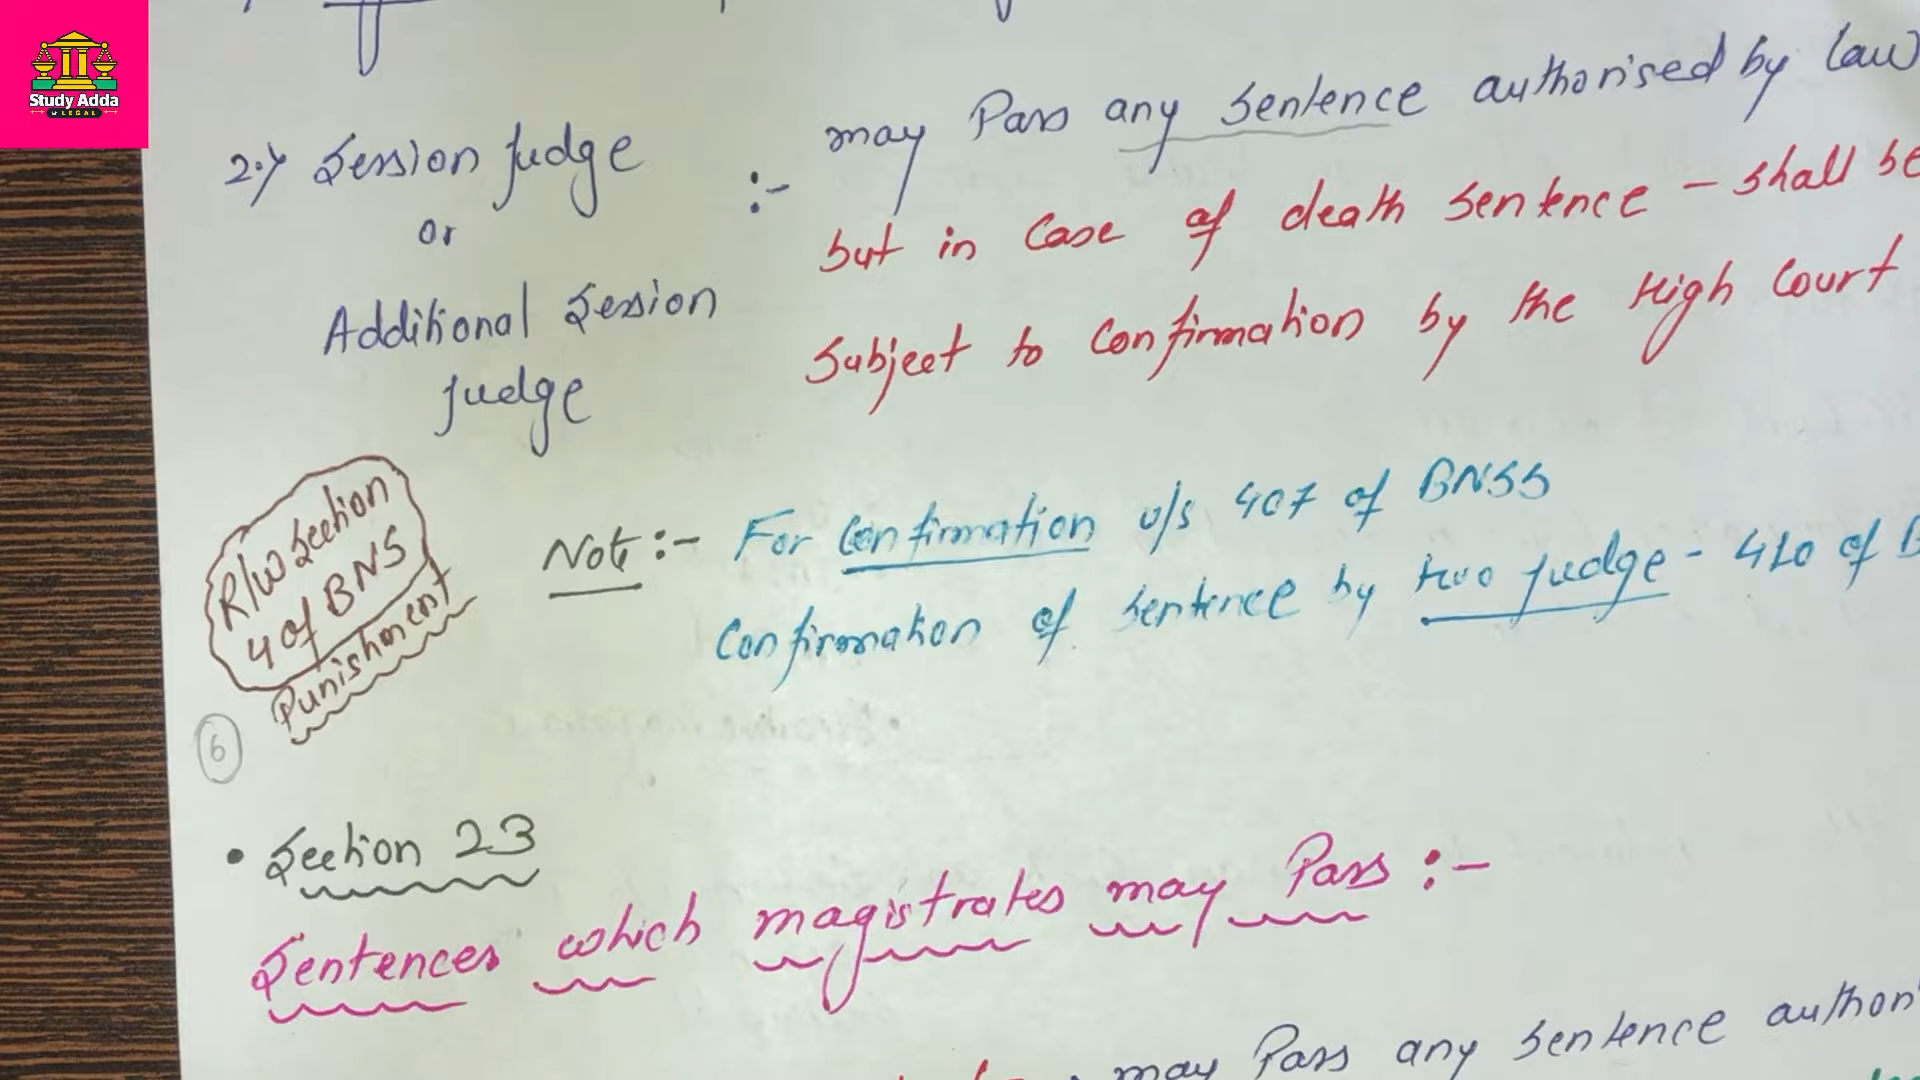 Study Adda
LEGAL
2.) Session Judge
or
Additional Session
Judge
:- may Pass any Sentence authorised by law
but in Case of death Sentence - shall be
Subject to Confirmation by the High Court
R/W Section
4 of BNS
Punishment
Note :- For Confirmation u/s 407 of BNSS
Confirmation of Sentence by two Judge - 410 of B
6
• Section 23
Sentences which magistrates may Pass :-
may Pass any Sentence authori